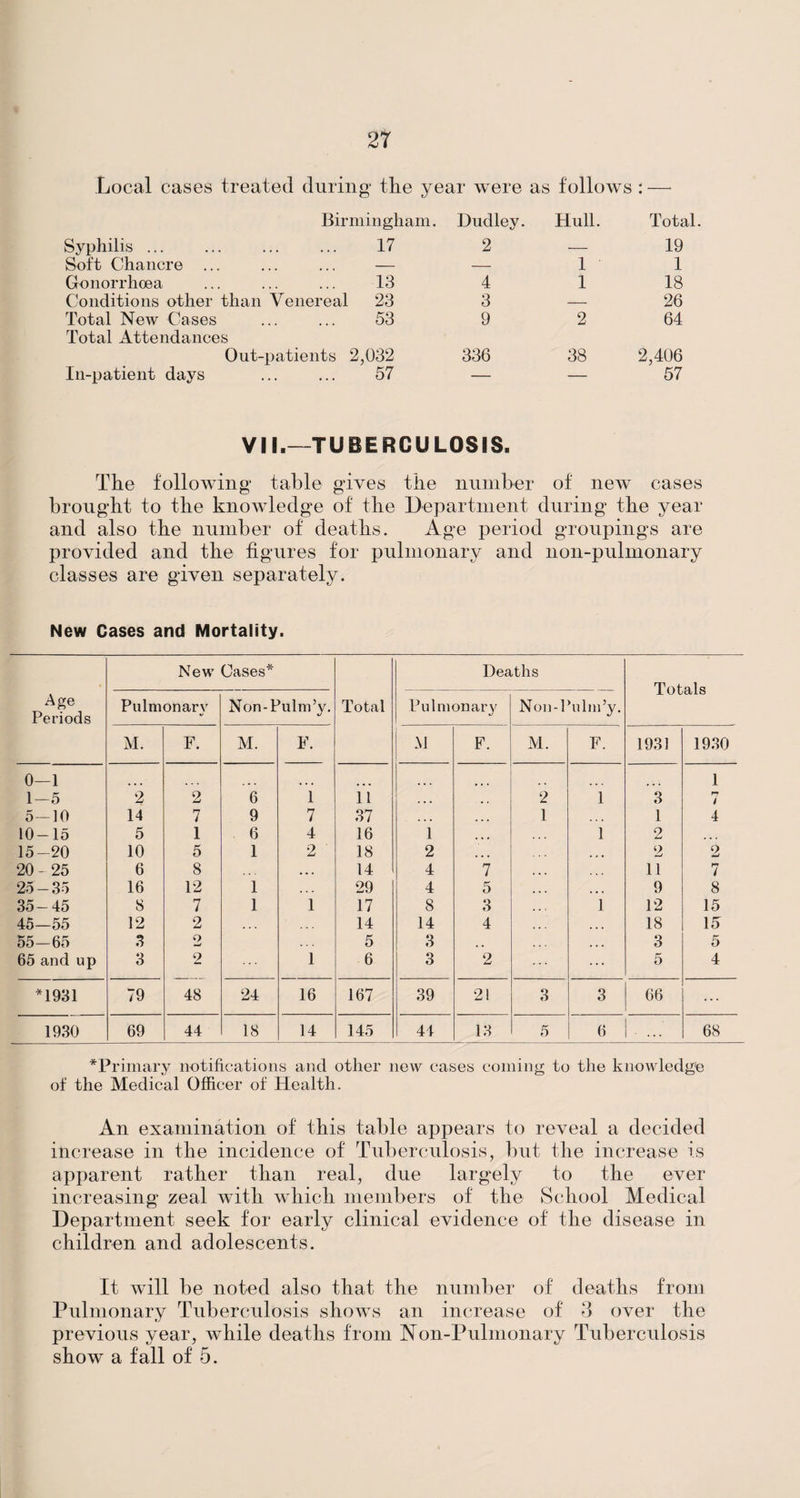 27
Local cases treated during the year were as follows : —
Birmingham. Dudley. Hull. Total.
Syphilis ... ... ... ... 17 2 — 19
Soft Chancre ... ... ... — — 1 1
Gonorrhœa ... ... ... 13 4 1 18
Conditions other than Venereal 23 3 — 26
Total New Cases ... ... 53 9 2 64
Total Attendances
Out-patients 2,032 336 38 2,406
In-patient days ... ... 57 — — 57
VII.—TUBERCULOSIS.
The following table gives the number of new cases
brought to the knowledge of the Department during the year
and also the number of deaths. Age period groupings are
provided and the figures for pulmonary and non-pulmonary
classes are given separately.
New Cases and Mortality.
Age Periods | New Cases* | Total | Deaths | Totals
Pulmonary | Non-Pulm’y. | Pulmonary | Non-Pulm’y.
M. | F. | M. | F. | M | F. | M. | F. | 1931 | 1930
0—1 | ... | ... | ... | ... | ... | ... | ... | .. | ... | ... | 1
1—5 | 2 | 2 | 6 | 1 | 11 | ... | .. | 2 | 1 | 3 | 7
5—10 | 14 | 7 | 9 | 7 | 37 | ... | ... | 1 | ... | 1 | 4
10—15 | 5 | 1 | 6 | 4 | 16 | 1 | ... | ... | 1 | 2 | ...
15—20 | 10 | 5 | 1 | 2 | 18 | 2 | ... | ... | ... | 2 | 2
20—25 | 6 | 8 | ... | ... | 14 | 4 | 7 | ... | ... | 11 | 7
25—35 | 16 | 12 | 1 | ... | 29 | 4 | 5 | ... | ... | 9 | 8
35—45 | 8 | 7 | 1 | 1 | 17 | 8 | 3 | ... | 1 | 12 | 15
45—55 | 12 | 2 | ... | ... | 14 | 14 | 4 | ... | ... | 18 | 15
55—65 | 3 | 2 | | ... | 5 | 3 | .. | ... | ... | 3 | 5
65 and up | 3 | 2 | ... | 1 | 6 | 3 | 2 | ... | ... | 5 | 4
*1931 | 79 | 48 | 24 | 16 | 167 | 39 | 21 | 3 | 3 | 66 | ...
1930 | 69 | 44 | 18 | 14 | 145 | 44 | 13 | 5 | 6 | ... | 68
*Primary notifications and other new cases coming to the knowledge
of the Medical Officer of Health.
An examination of this table appears to reveal a decided
increase in the incidence of Tuberculosis, but the increase is
apparent rather than real, due largely to the ever
increasing zeal with which members of the School Medical
Department seek for early clinical evidence of the disease in
children and adolescents.
It will be noted also that the number of deaths from
Pulmonary Tuberculosis shows an increase of 3 over the
previous year, while deaths from Non-Pulmonary Tuberculosis
show a fall of 5.